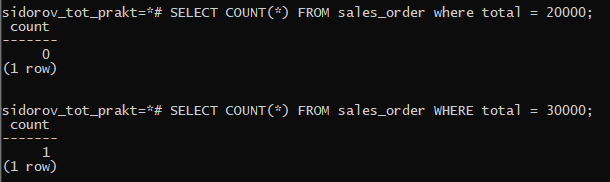 sidorov_tot_prakt=*# SELECT COUNT(*) FROM sales_order where total = 20000;
count
-------
0
(1 row)
sidorov_tot_prakt=*# SELECT COUNT(*) FROM sales_order WHERE total = 30000;
count
-------
1
(1 row)